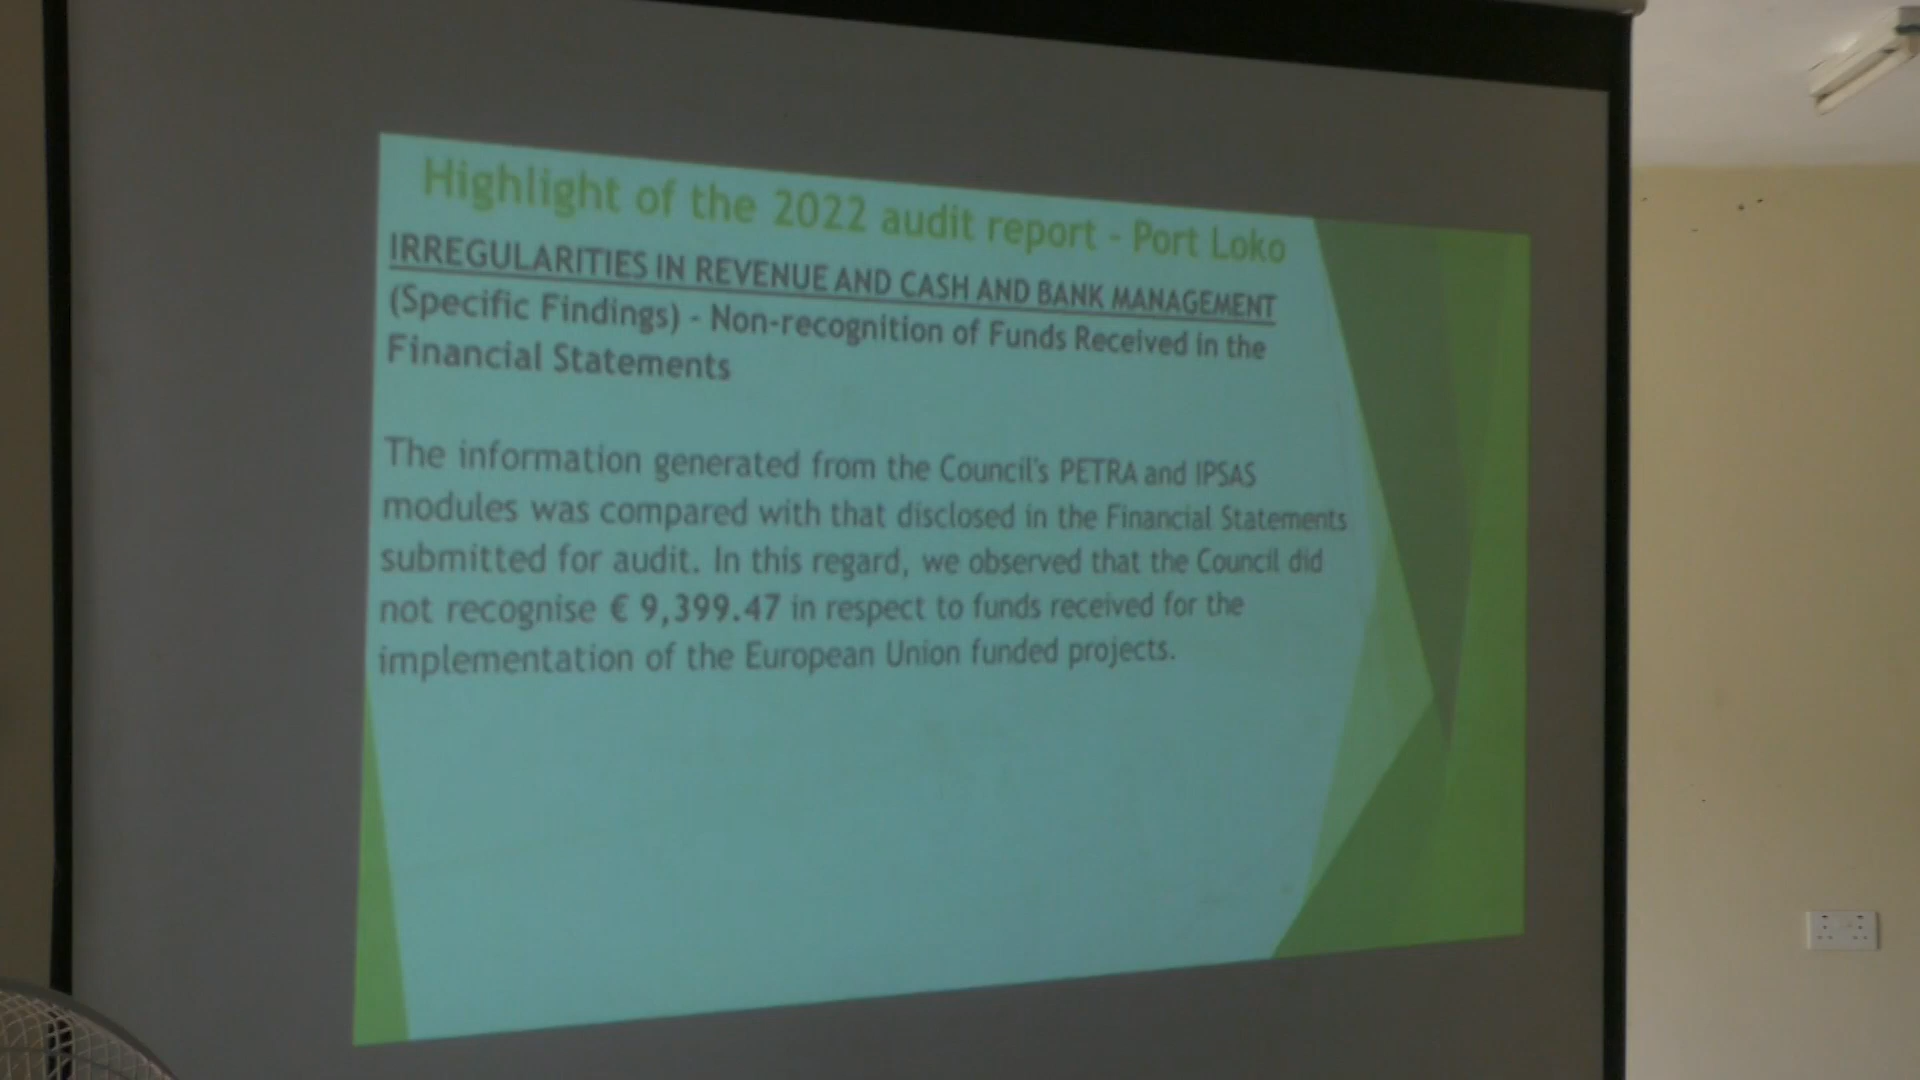 Highlight of the 2022 audit report - Port Loko
IRREGULARITIES IN REVENUE AND CASH AND BANK MANAGEMENT
(Specific Findings) - Non-recognition of Funds Received in the
Financial Statements
The information generated from the Council's PETRA and IPSAS
modules was compared with that disclosed in the Financial Statements
submitted for audit. In this regard, we observed that the Council did
not recognise € 9,399.47 in respect to funds received for the
implementation of the European Union funded projects.